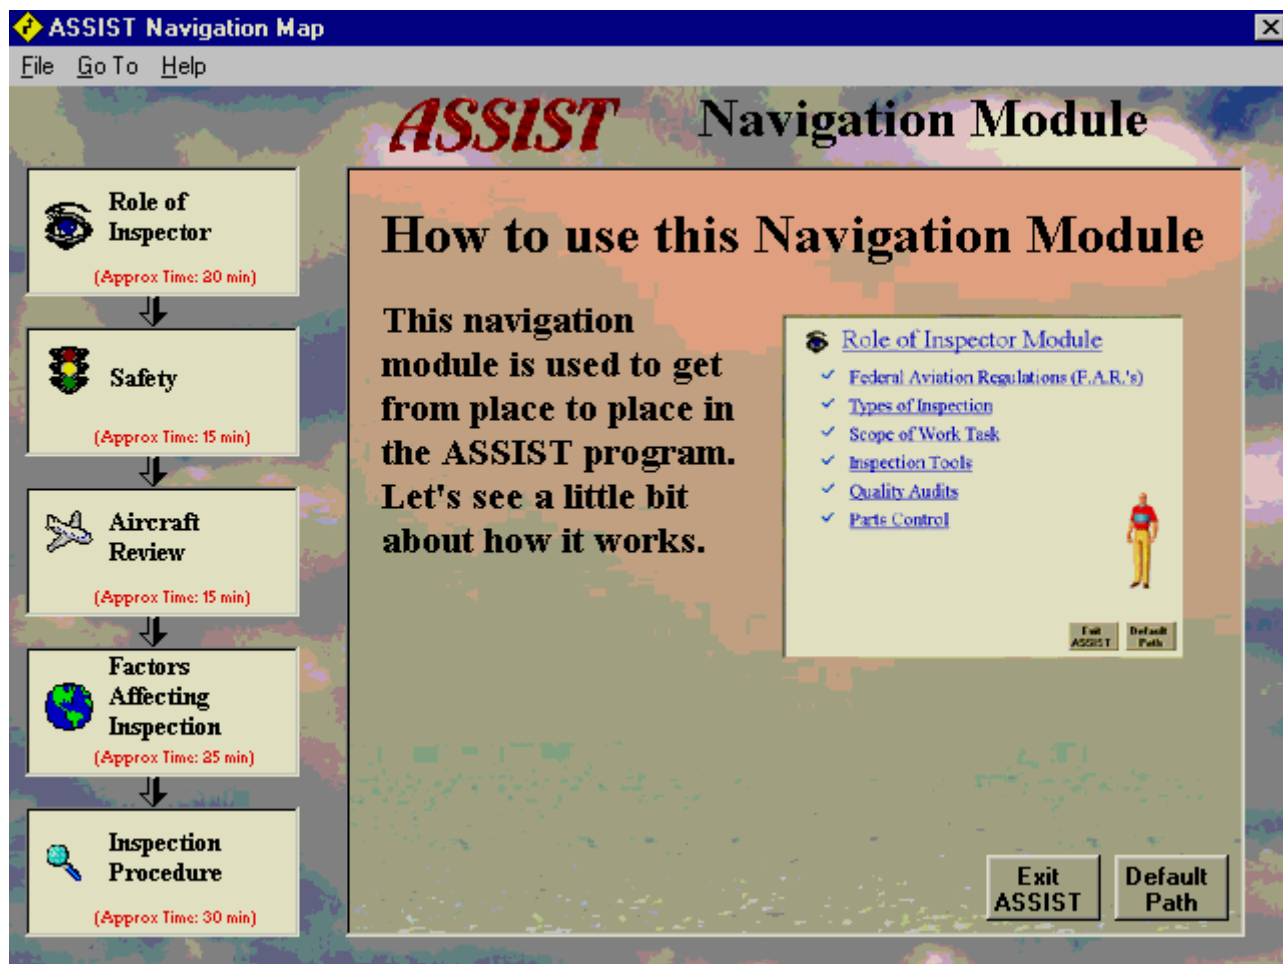 ASSIST Navigation Map
File Go To Help
ASSIST Navigation Module
Role of
Inspector
(Approx Time: 20 min)
Safety
(Approx Time: 15 min)
Aircraft
Review
(Approx Time: 15 min)
Factors
Affecting
Inspection
(Approx Time: 25 min)
Inspection
Procedure
(Approx Time: 30 min)
How to use this Navigation Module
This navigation
module is used to get
from place to place in
the ASSIST program.
Let's see a little bit
about how it works.
Role of Inspector Module
Federal Aviation Regulations (F.A.R.'s)
Types of Inspection
Scope of Work Task
Inspection Tools
Quality Audits
Parts Control
Exit
ASSIST
Default
Path
Exit
ASSIST
Default
Path